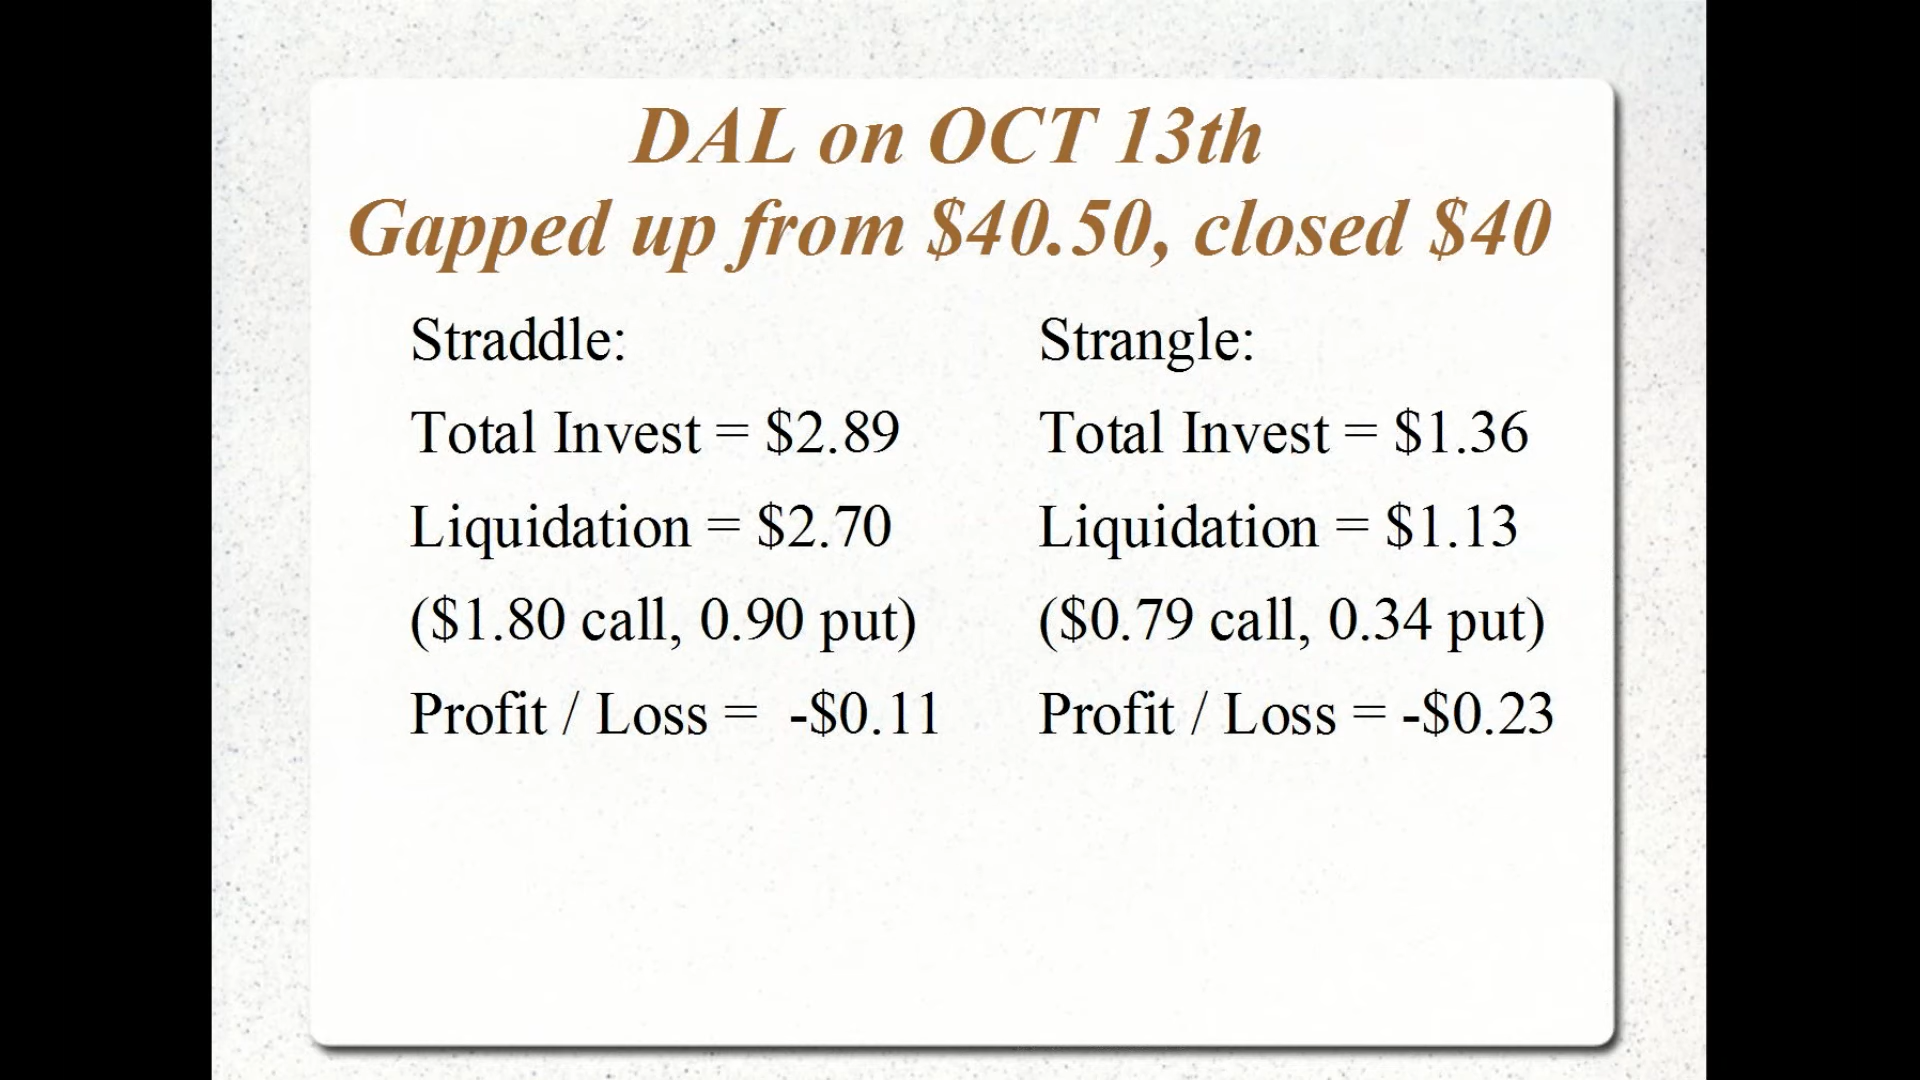 DAL on OCT 13th
Gapped up from $40.50, closed $40
Straddle:
Total Invest = $2.89
Liquidation = $2.70
($1.80 call, 0.90 put)
Profit / Loss =  -$0.11
Strangle:
Total Invest = $1.36
Liquidation = $1.13
($0.79 call, 0.34 put)
Profit / Loss = -$0.23